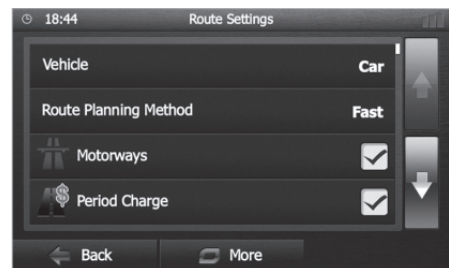 18:44 Route Settings
Vehicle Car
Route Planning Method Fast
Motorways
Period Charge
Back More